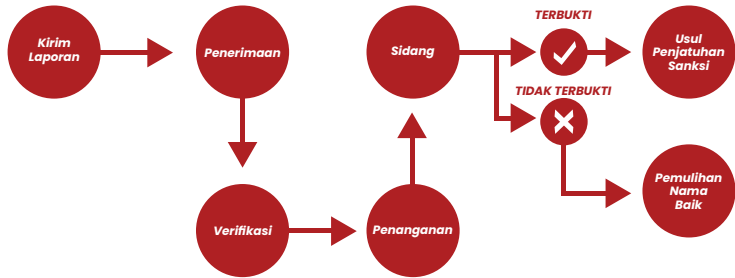 Kirim
Laporan
Penerimaan
Verifikasi
Penanganan
Sidang
TERBUKTI
Usul
Penjatuhan
Sanksi
TIDAK TERBUKTI
Pemulihan
Nama
Baik